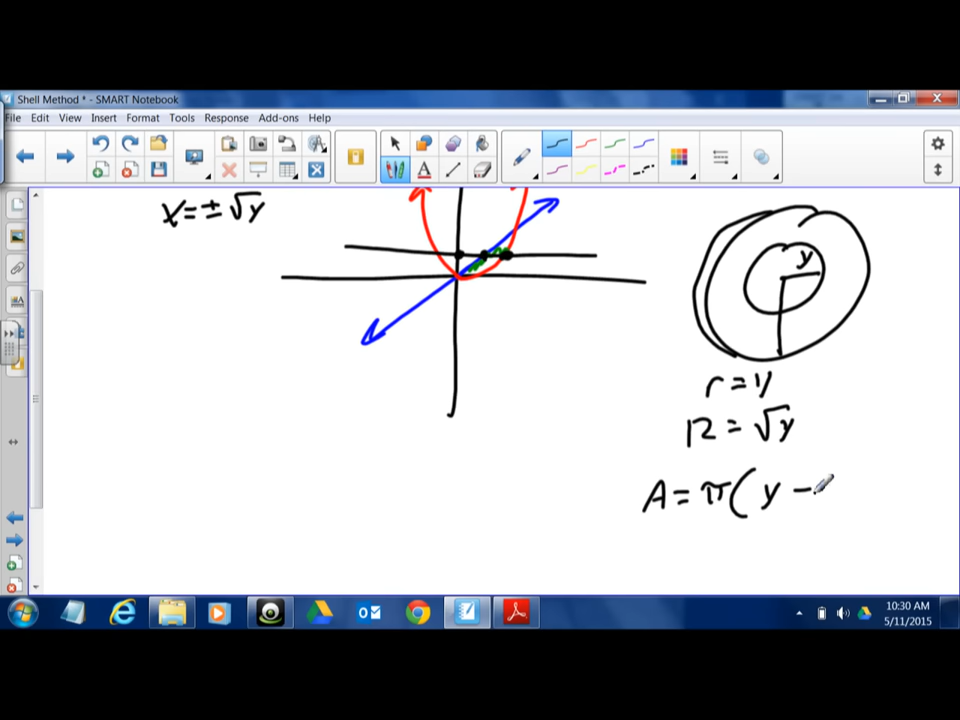 Shell Method * - SMART Notebook
File Edit View Insert Format Tools Response Add-ons Help
x = ± √y
y
r = y
R = √y
A = π( y –
10:30 AM
5/11/2015